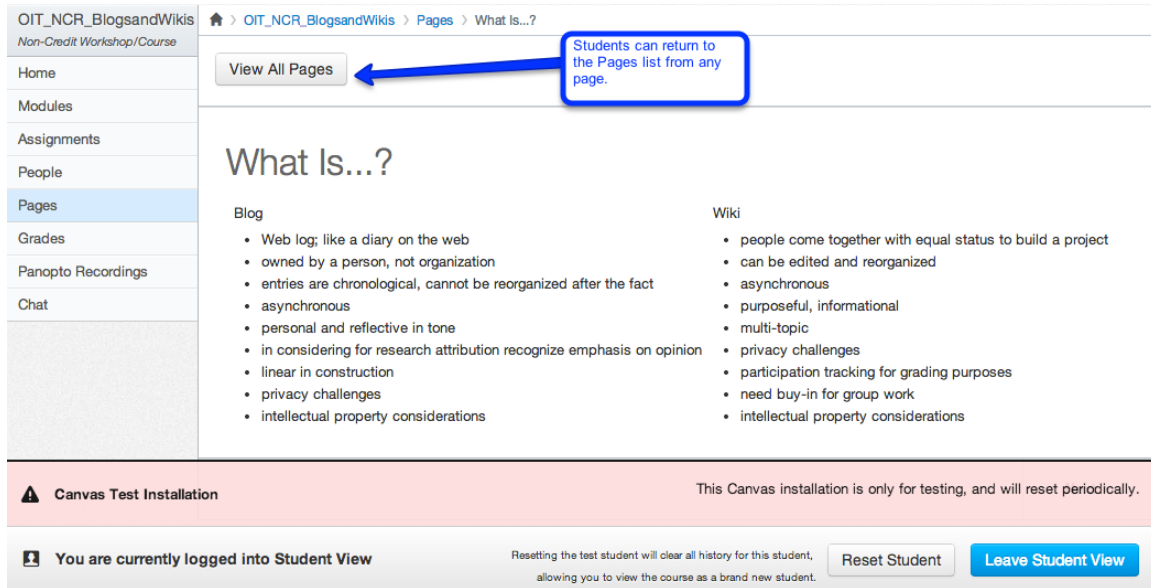 OIT_NCR_BlogsandWikis
Non-Credit Workshop/Course
Home
Modules
Assignments
People
Pages
Grades
Panopto Recordings
Chat
OIT_NCR_BlogsandWikis > Pages > What Is...?
View All Pages
Students can return to
the Pages list from any
page.
What Is...?
Blog
• Web log; like a diary on the web
• owned by a person, not organization
• entries are chronological, cannot be reorganized after the fact
• asynchronous
• personal and reflective in tone
• in considering for research attribution recognize emphasis on opinion
• linear in construction
• privacy challenges
• intellectual property considerations
Wiki
• people come together with equal status to build a project
• can be edited and reorganized
• asynchronous
• purposeful, informational
• multi-topic
• privacy challenges
• participation tracking for grading purposes
• need buy-in for group work
• intellectual property considerations
Canvas Test Installation
This Canvas installation is only for testing, and will reset periodically.
You are currently logged into Student View
Resetting the test student will clear all history for this student,
allowing you to view the course as a brand new student.
Reset Student
Leave Student View